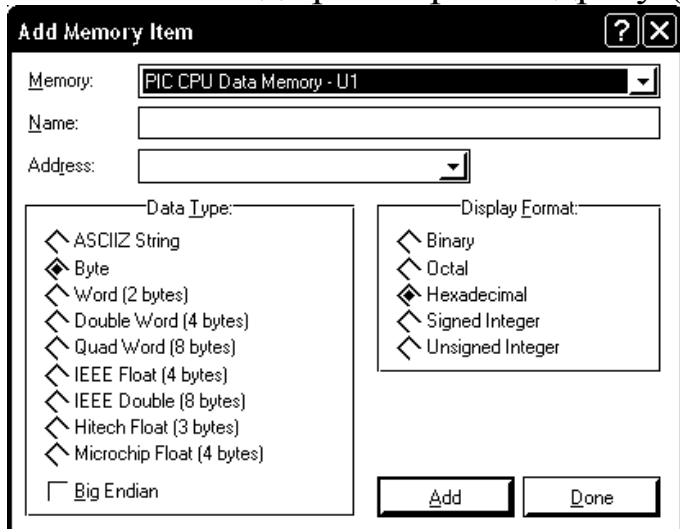 Add Memory Item
Memory: PIC CPU Data Memory - U1
Name:
Address:
Data Type:
ASCIIZ String
Byte
Word (2 bytes)
Double Word (4 bytes)
Quad Word (8 bytes)
IEEE Float (4 bytes)
IEEE Double (8 bytes)
Hitech Float (3 bytes)
Microchip Float (4 bytes)
Big Endian
Display Format:
Binary
Octal
Hexadecimal
Signed Integer
Unsigned Integer
Add
Done